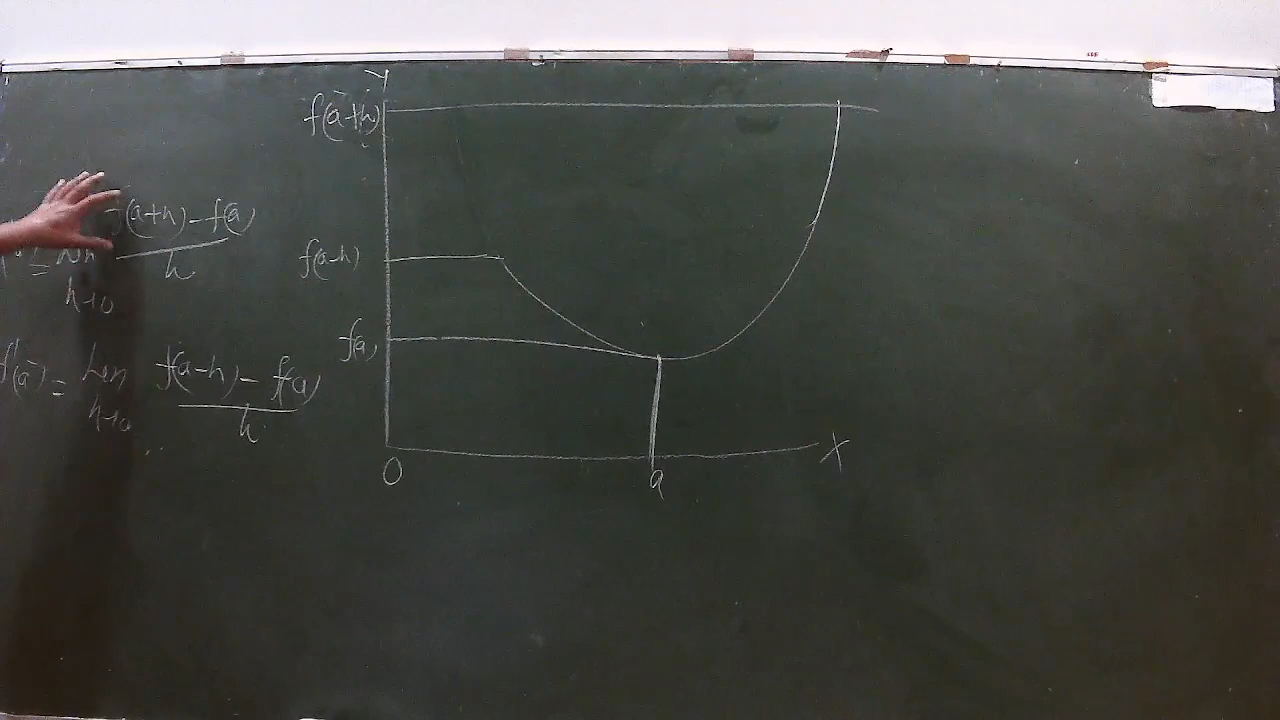 Y
f(a+h)
f(a+h) - f(a)
= Lim
h
h→0
f(a-h)
f(a)
f'(a-) = Lim f(a-h) - f(a)
h→0 h
X
O a